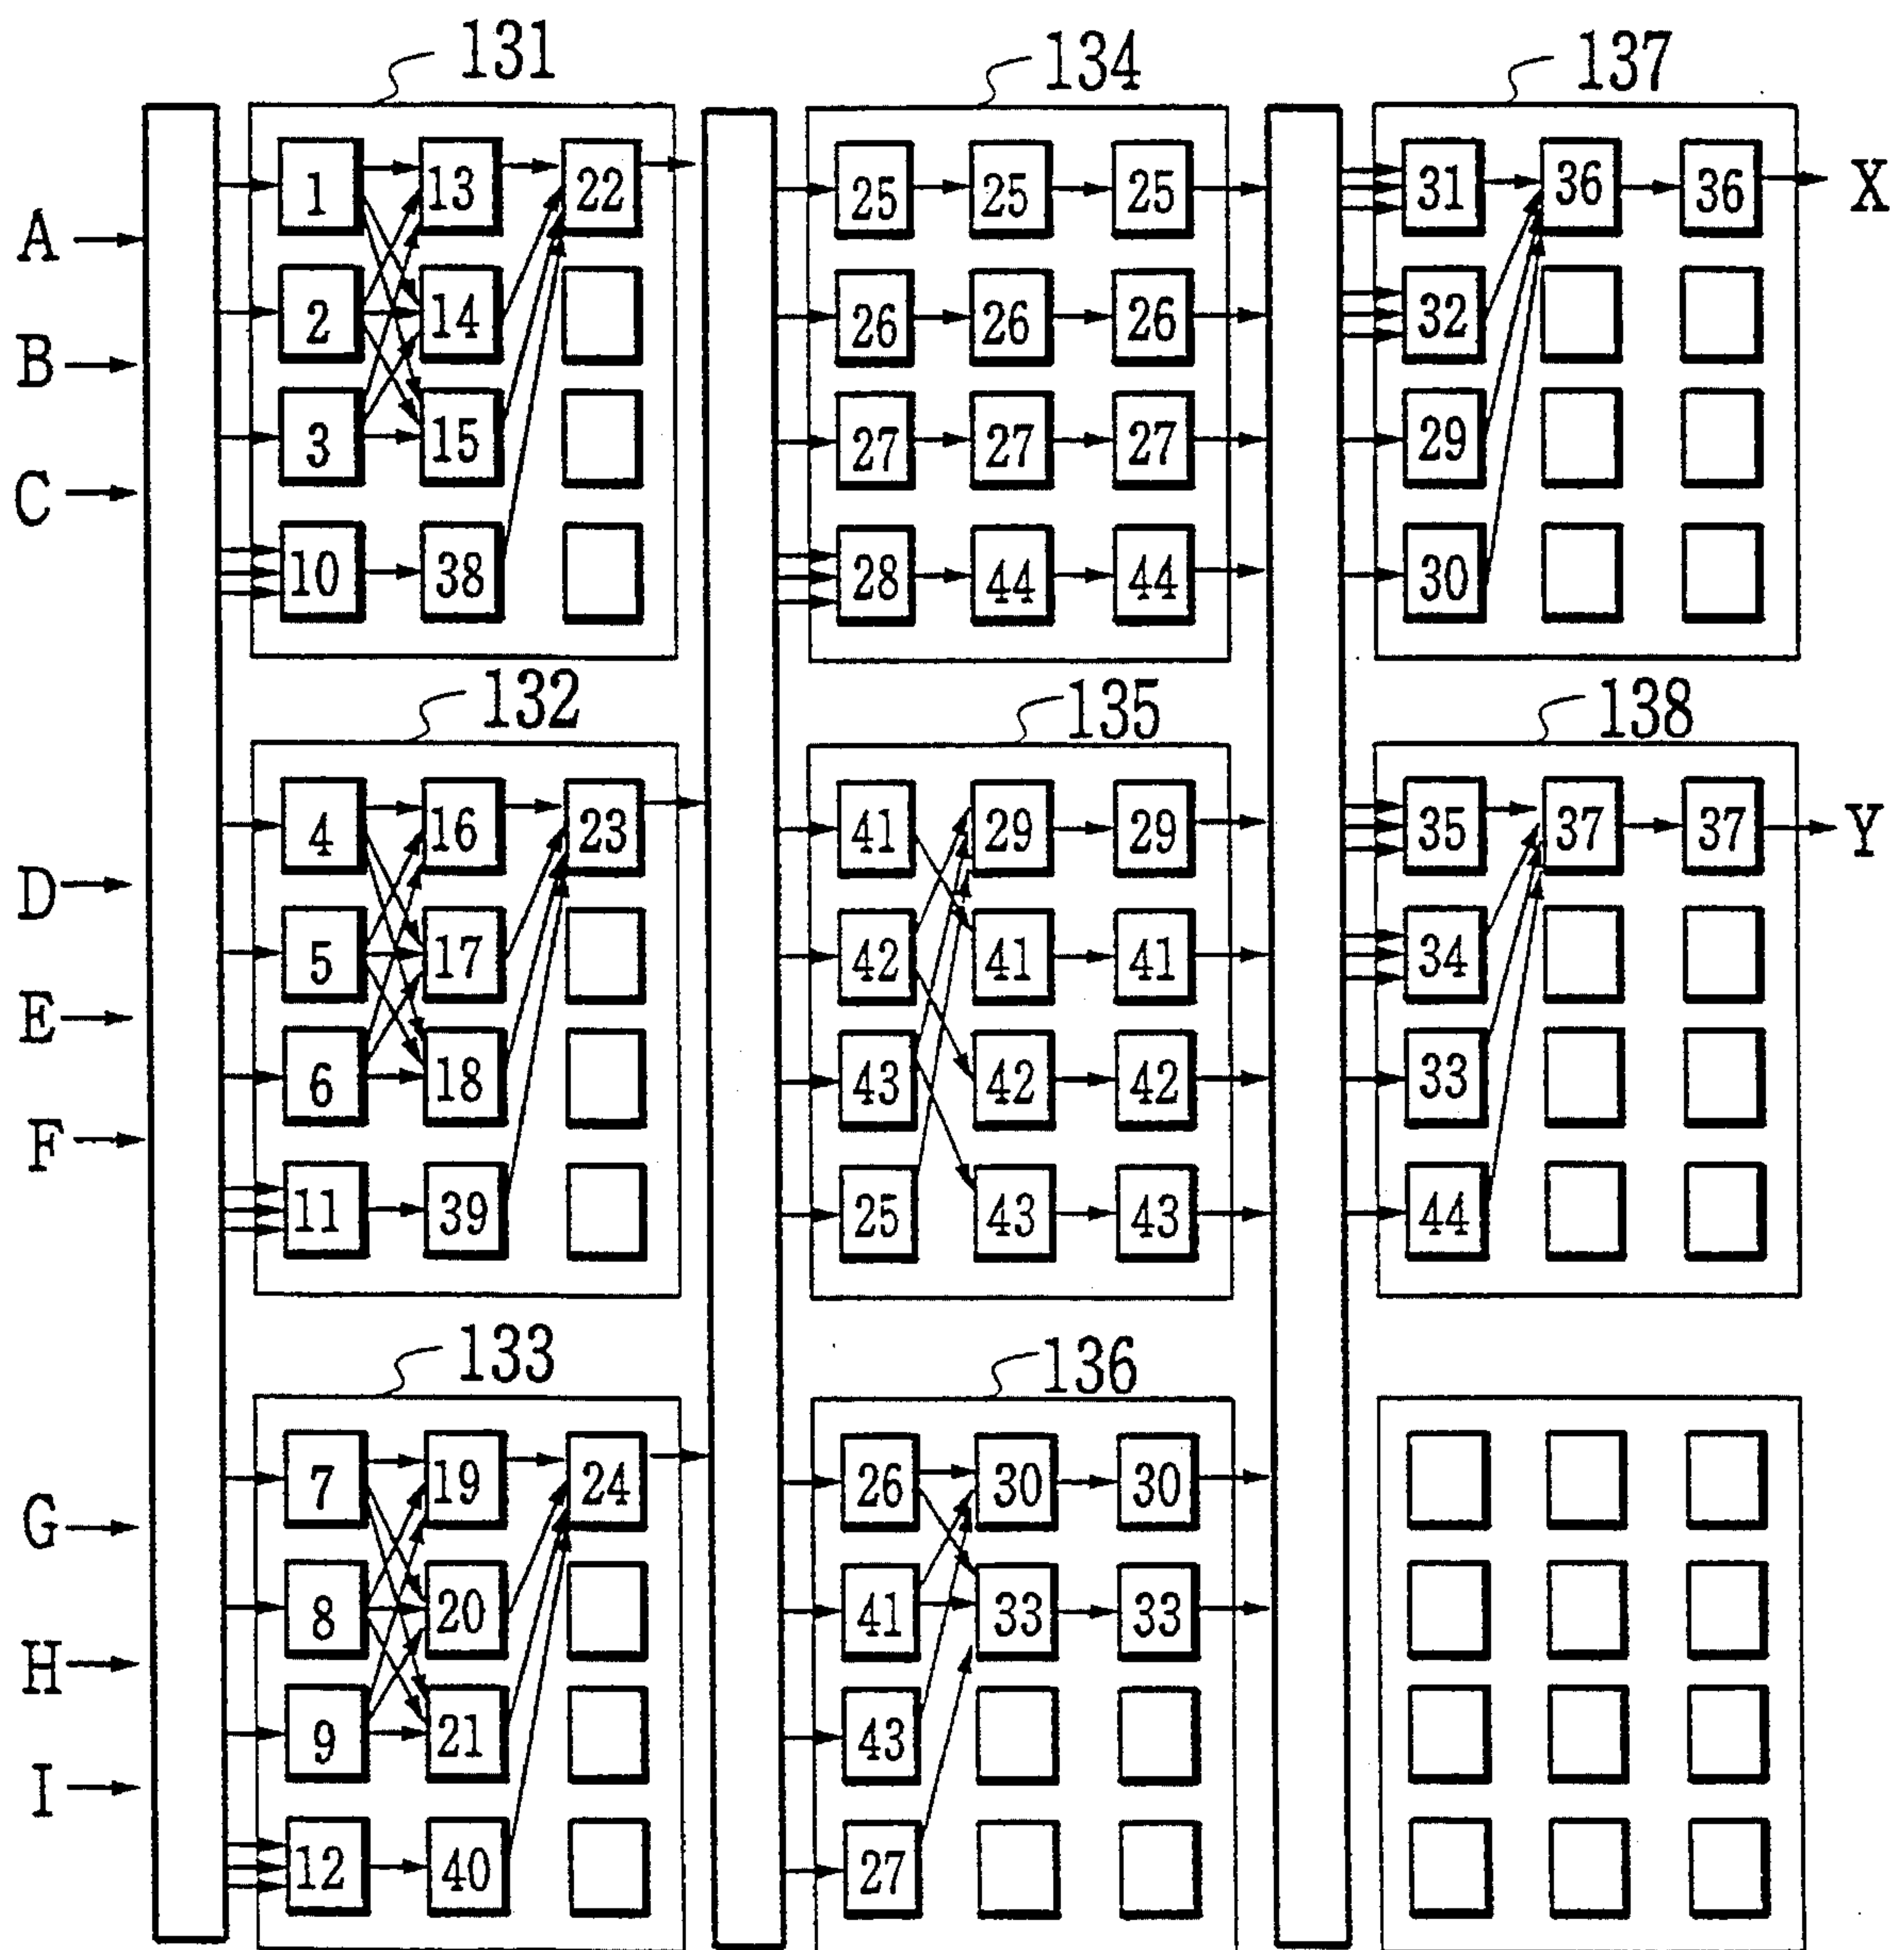 131 134 137
1 13 22 25 25 25 31 36 36 X
A
2 14 26 26 26 32
B
3 15 27 27 27 29
C
10 38 28 44 44 30
132 135 138
4 16 23 41 29 29 35 37 37 Y
D
5 17 42 41 41 34
E
6 18 43 42 42 33
F
11 39 25 43 43 44
133 136
7 19 24 26 30 30
G
8 20 41 33 33
H
9 21 43
I
12 40 27